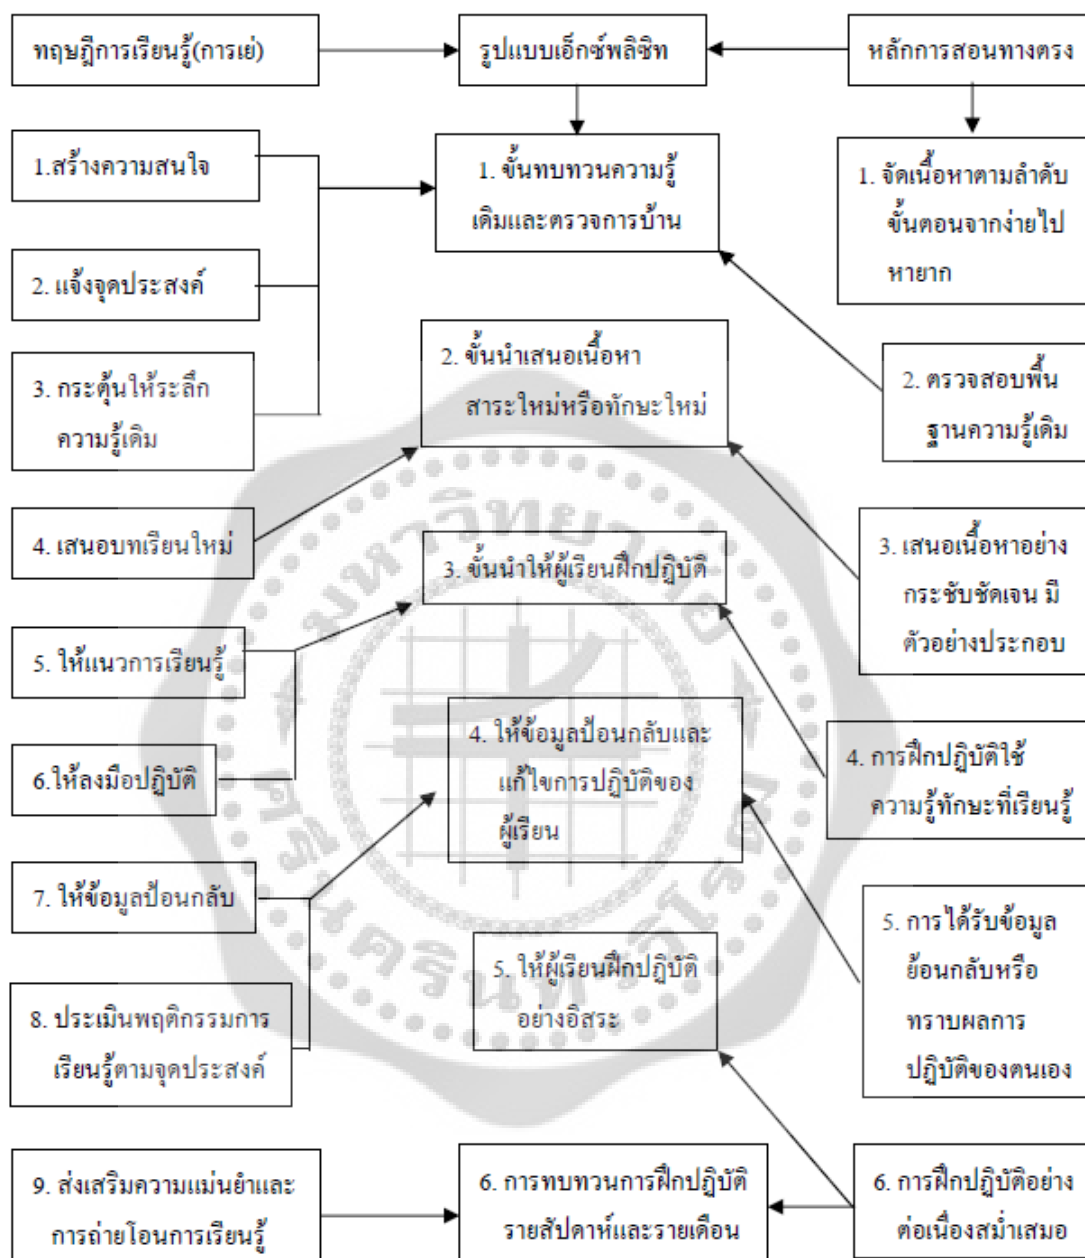 ทฤษฎีการเรียนรู้(การเย่)
รูปแบบเอ็กซ์พลิซิท
หลักการสอนทางตรง
1.สร้างความสนใจ
2. แจ้งจุดประสงค์
3. กระตุ้นให้ระลึก
ความรู้เดิม
4. เสนอบทเรียนใหม่
5. ให้แนวการเรียนรู้
6.ให้ลงมือปฏิบัติ
7. ให้ข้อมูลป้อนกลับ
8. ประเมินพฤติกรรมการ
เรียนรู้ตามจุดประสงค์
9. ส่งเสริมความแม่นยำและ
การถ่ายโอนการเรียนรู้
1. ขั้นทบทวนความรู้
เดิมและตรวจการบ้าน
2. ขั้นนำเสนอเนื้อหา
สาระใหม่หรือทักษะใหม่
3. ขั้นนำให้ผู้เรียนฝึกปฏิบัติ
4. ให้ข้อมูลป้อนกลับและ
แก้ไขการปฏิบัติของ
ผู้เรียน
5. ให้ผู้เรียนฝึกปฏิบัติ
อย่างอิสระ
6. การทบทวนการฝึกปฏิบัติ
รายสัปดาห์และรายเดือน
1. จัดเนื้อหาตามลำดับ
ขั้นตอนจากง่ายไป
หายาก
2. ตรวจสอบพื้น
ฐานความรู้เดิม
3. เสนอเนื้อหาอย่าง
กระชับชัดเจน มี
ตัวอย่างประกอบ
4. การฝึกปฏิบัติใช้
ความรู้ทักษะที่เรียนรู้
5. การได้รับข้อมูล
ย้อนกลับหรือ
ทราบผลการ
ปฏิบัติของตนเอง
6. การฝึกปฏิบัติอย่าง
ต่อเนื่องสม่ำเสมอ
มหาวิทยาลัย
ศรีนครินทรวิโรฒ